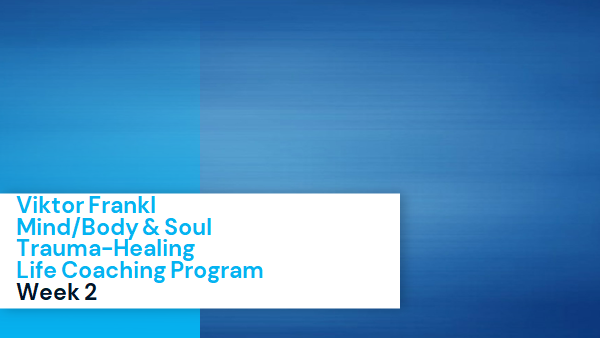 Viktor Frankl
Mind/Body & Soul
Trauma-Healing
Life Coaching Program
Week 2